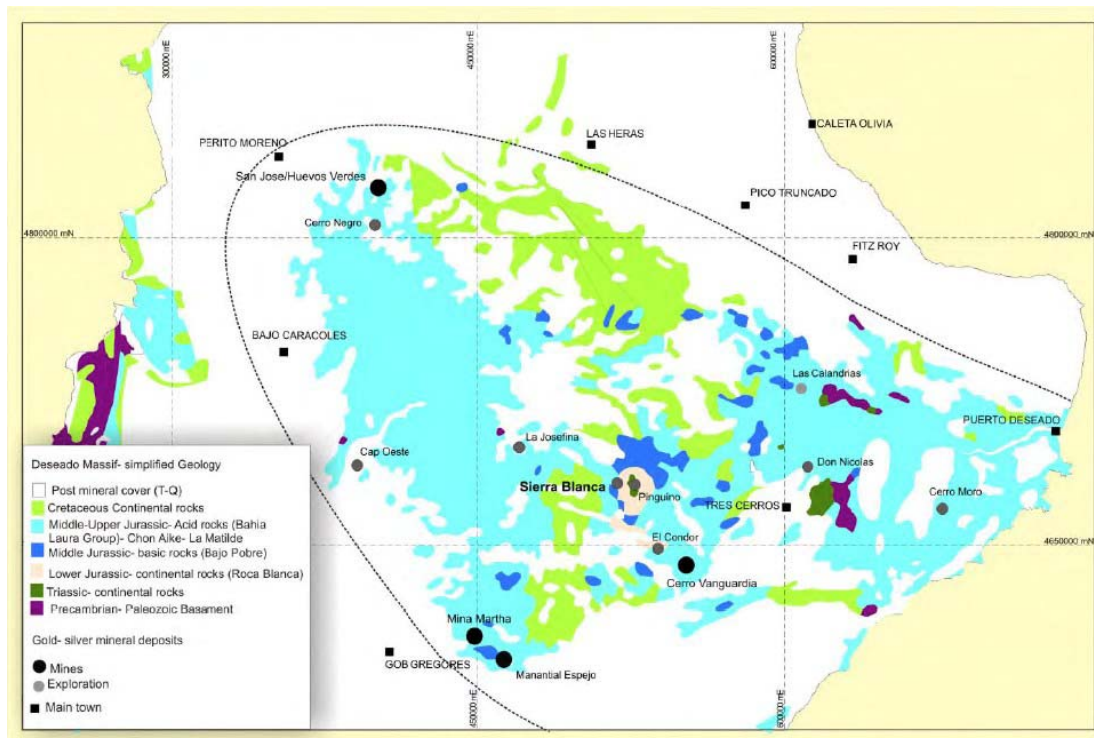 300000 mE
450000 mE
600000 mE
CALETA OLIVIA
LAS HERAS
PERITO MORENO
San Jose/Huevos Verdes
PICO TRUNCADO
Cerro Negro
4800000 mN
4800000 mN
FITZ ROY
BAJO CARACOLES
Las Calandrias
PUERTO DESEADO
La Josefina
Cap Oeste
Don Nicolas
Sierra Blanca
Pinguino
Cerro Moro
TRES CERROS
El Condor
4650000 mN
Cerro Vanguardia
Mina Martha
GOB GREGORES
Manantial Espejo
450000 mE
600000 mE
Deseado Massif- simplified Geology
Post mineral cover (T-Q)
Cretaceous Continental rocks
Middle-Upper Jurassic- Acid rocks (Bahia
Laura Group)- Chon Aike- La Matilde
Middle Jurassic- basic rocks (Bajo Pobre)
Lower Jurassic- continental rocks (Roca Blanca)
Triassic- continental rocks
Precambrian- Paleozoic Basament
Gold- silver mineral deposits
Mines
Exploration
Main town